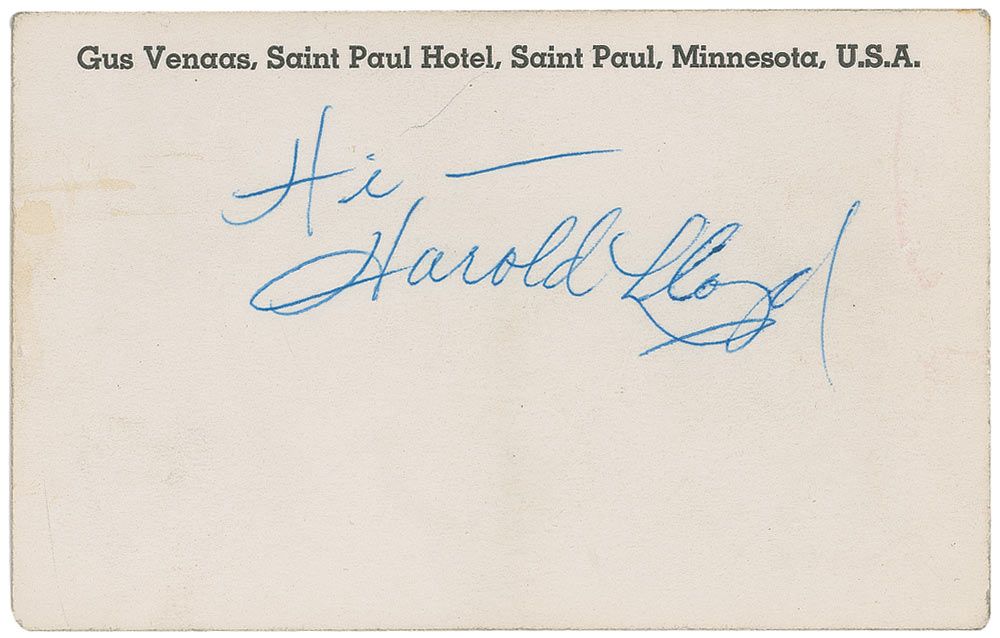 Gus Venaas, Saint Paul Hotel, Saint Paul, Minnesota, U.S.A.
Hi —
Harold Lloyd